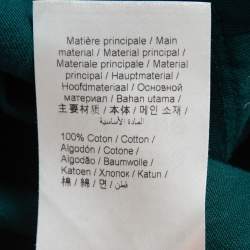 Matière principale / Main
material / Material principal /
Materiale principale / Material
principal / Hauptmaterial /
Hoofdmateriaal / Основной
материал / Bahan utama /
主要材質 / 本体 / 메인 소재 /
المادة الأساسية
100% Coton / Cotton /
Algodón / Cotone /
Algodão / Baumwolle /
Katoen / Хлопок / Katun /
棉 / 綿 / 면 / قطن